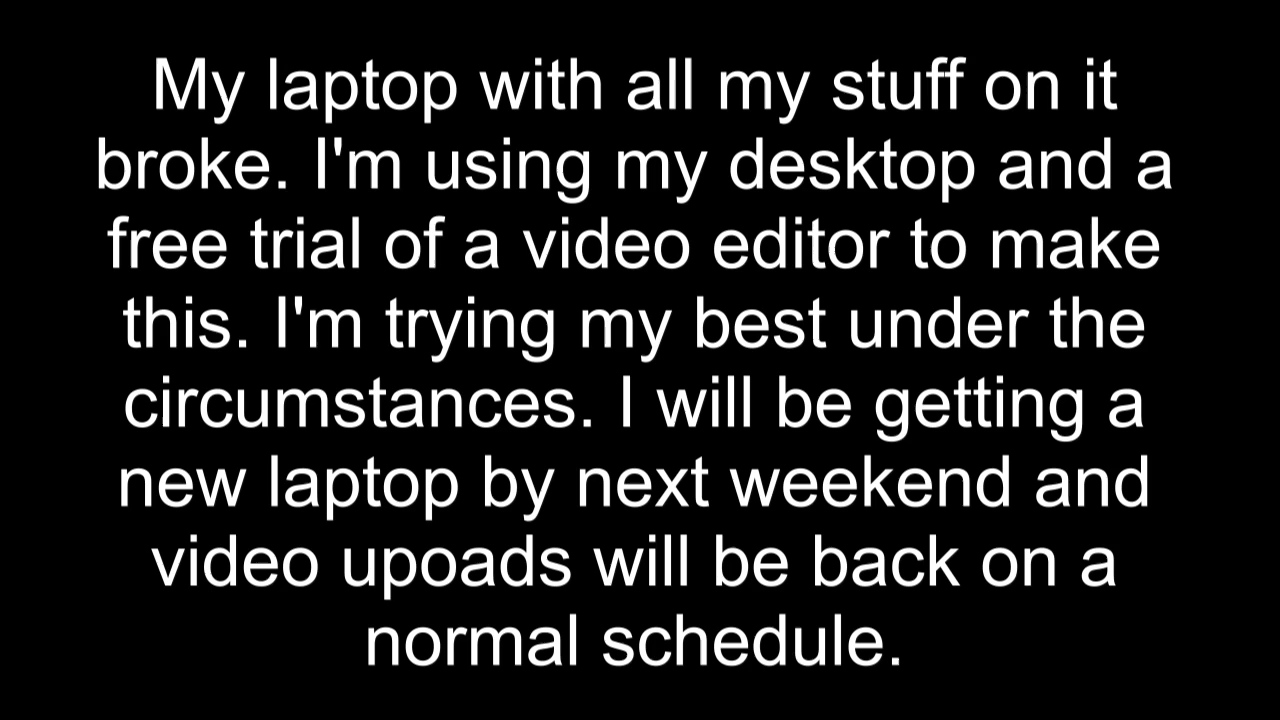 My laptop with all my stuff on it
broke. I'm using my desktop and a
free trial of a video editor to make
this. I'm trying my best under the
circumstances. I will be getting a
new laptop by next weekend and
video upoads will be back on a
normal schedule.